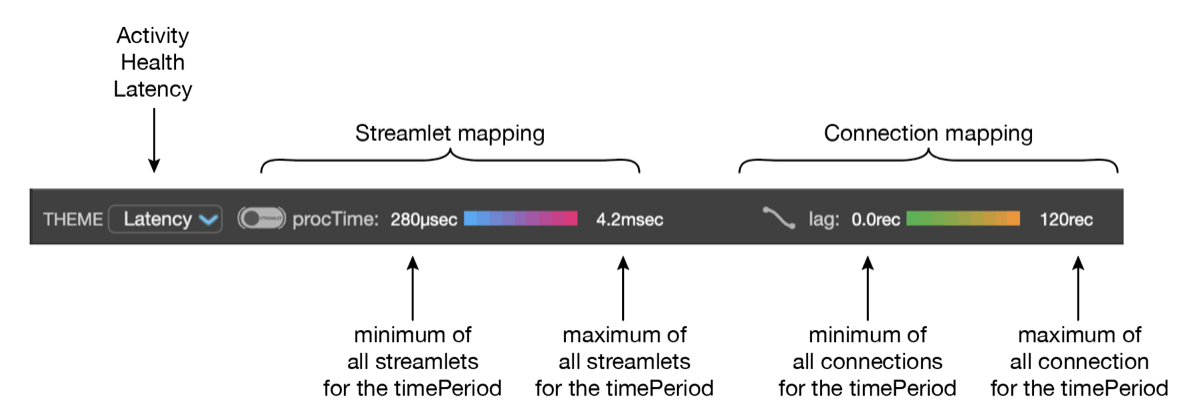 Activity
Health
Latency
Streamlet mapping
Connection mapping
THEME Latency procTime: 280µsec 4.2msec lag: 0.0rec 120rec
minimum of
all streamlets
for the timePeriod
maximum of
all streamlets
for the timePeriod
minimum of
all connections
for the timePeriod
maximum of
all connection
for the timePeriod